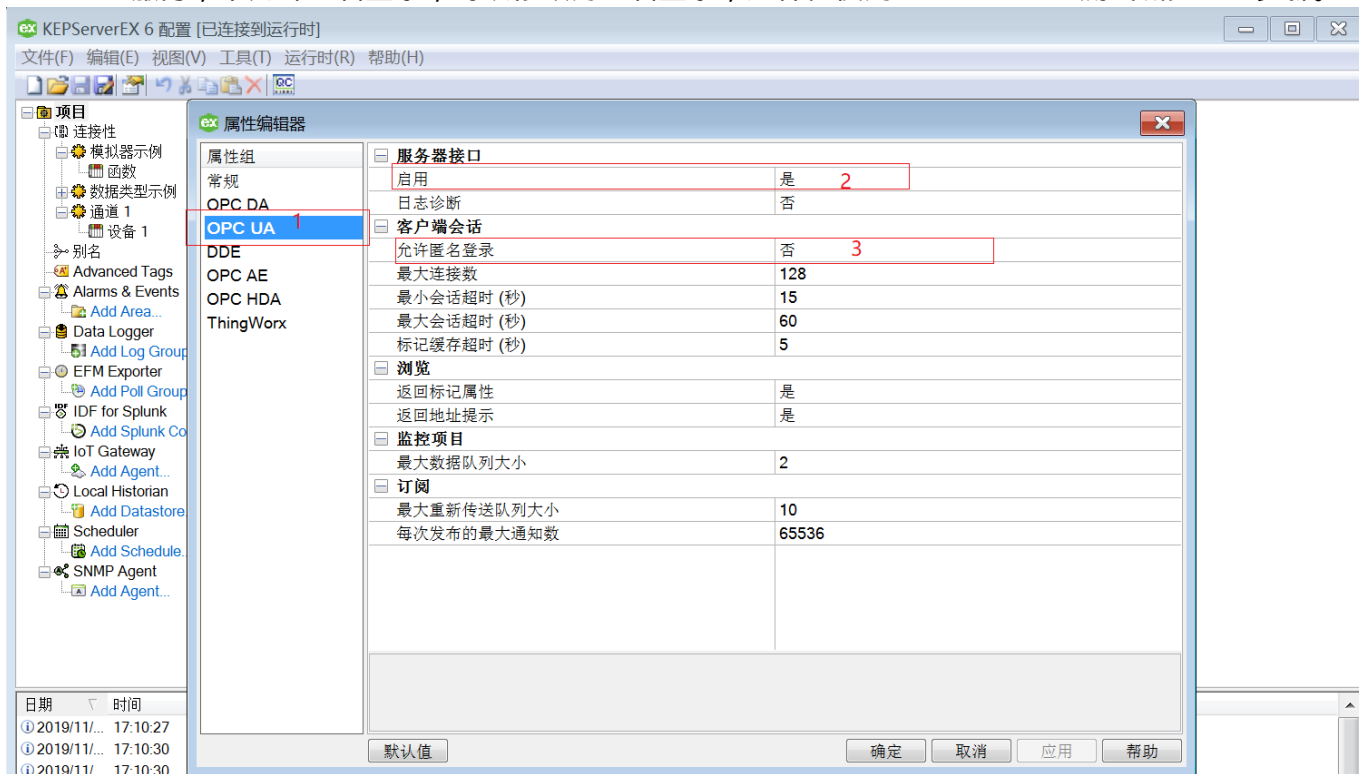 KEPServerEX 6 配置 [已连接到运行时]
文件(F) 编辑(E) 视图(V) 工具(T) 运行时(R) 帮助(H)
项目
连接性
模拟器示例
函数
数据类型示例
通道 1
设备 1
别名
Advanced Tags
Alarms & Events
Add Area...
Data Logger
Add Log Group
EFM Exporter
Add Poll Group
IDF for Splunk
Add Splunk Co
IoT Gateway
Add Agent...
Local Historian
Add Datastore
Scheduler
Add Schedule.
SNMP Agent
Add Agent...
属性编辑器
属性组
常规
OPC DA
OPC UA 1
DDE
OPC AE
OPC HDA
ThingWorx
服务器接口
启用 是 2
日志诊断 否
客户端会话
允许匿名登录 否 3
最大连接数 128
最小会话超时 (秒) 15
最大会话超时 (秒) 60
标记缓存超时 (秒) 5
浏览
返回标记属性 是
返回地址提示 是
监控项目
最大数据队列大小 2
订阅
最大重新传送队列大小 10
每次发布的最大通知数 65536
默认值 确定 取消 应用 帮助
日期 时间
2019/11/... 17:10:27
2019/11/... 17:10:30
2019/11/... 17:10:30